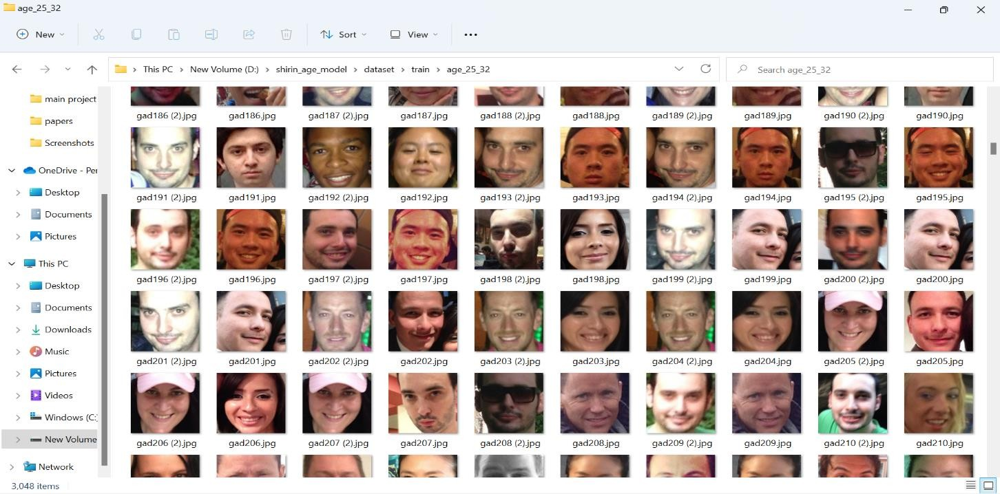 age_25_32
New
Sort
View
This PC > New Volume (D:) > shirin_age_model > dataset > train > age_25_32
Search age_25_32
main project
papers
Screenshots
OneDrive - Per
Desktop
Documents
Pictures
This PC
Desktop
Documents
Downloads
Music
Pictures
Videos
Windows (C:)
New Volume
Network
gad186 (2).jpg gad186.jpg gad187 (2).jpg gad187.jpg gad188 (2).jpg gad188.jpg gad189 (2).jpg gad189.jpg gad190 (2).jpg gad190.jpg
gad191 (2).jpg gad191.jpg gad192 (2).jpg gad192.jpg gad193 (2).jpg gad193.jpg gad194 (2).jpg gad194.jpg gad195 (2).jpg gad195.jpg
gad196 (2).jpg gad196.jpg gad197 (2).jpg gad197.jpg gad198 (2).jpg gad198.jpg gad199 (2).jpg gad199.jpg gad200 (2).jpg gad200.jpg
gad201 (2).jpg gad201.jpg gad202 (2).jpg gad202.jpg gad203 (2).jpg gad203.jpg gad204 (2).jpg gad204.jpg gad205 (2).jpg gad205.jpg
gad206 (2).jpg gad206.jpg gad207 (2).jpg gad207.jpg gad208 (2).jpg gad208.jpg gad209 (2).jpg gad209.jpg gad210 (2).jpg gad210.jpg
3,048 items